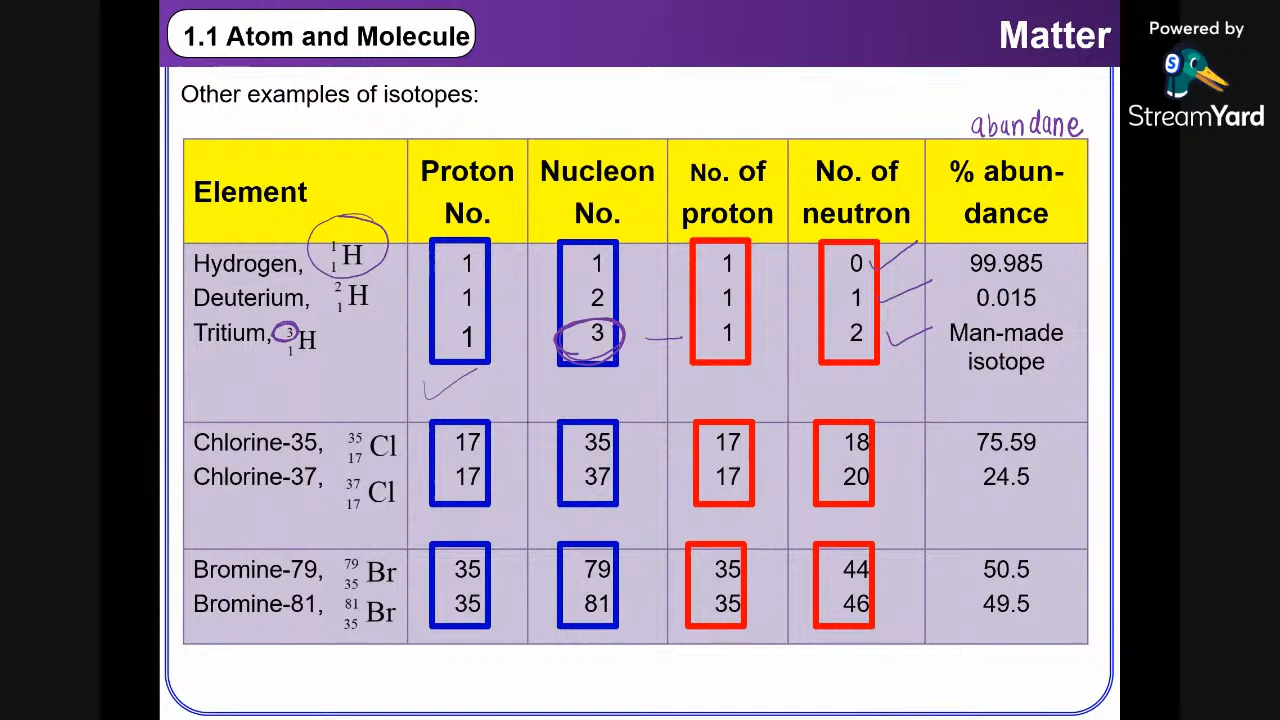 1.1 Atom and Molecule
Matter
Powered by
StreamYard
Other examples of isotopes:
abundane
Element Proton No. Nucleon No. No. of proton No. of neutron % abun-dance
Hydrogen, ¹₁H 1 1 1 0 99.985
Deuterium, ²₁H 1 2 1 1 0.015
Tritium, ³₁H 1 3 1 2 Man-made isotope
Chlorine-35, ³⁵₁₇Cl 17 35 17 18 75.59
Chlorine-37, ³⁷₁₇Cl 17 37 17 20 24.5
Bromine-79, ⁷⁹₃₅Br 35 79 35 44 50.5
Bromine-81, ⁸¹₃₅Br 35 81 35 46 49.5